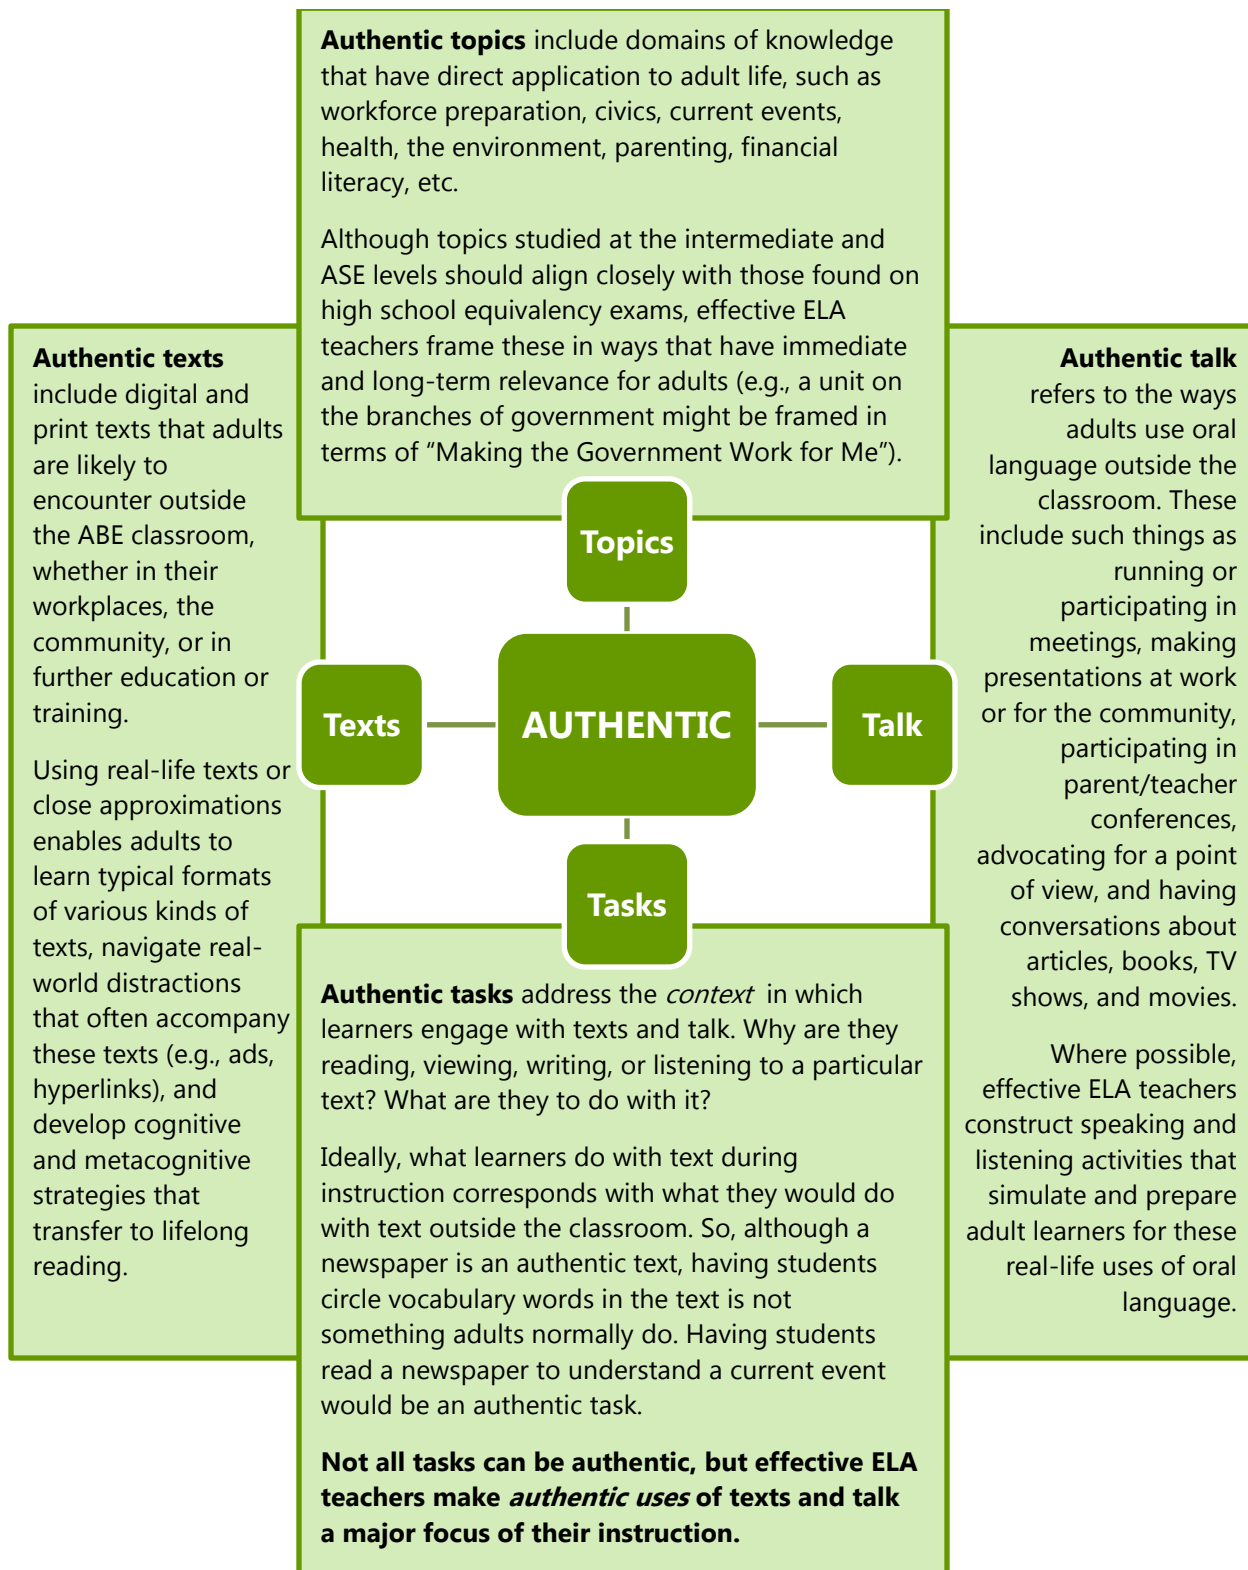 Authentic topics include domains of knowledge
that have direct application to adult life, such as
workforce preparation, civics, current events,
health, the environment, parenting, financial
literacy, etc.
Although topics studied at the intermediate and
ASE levels should align closely with those found on
high school equivalency exams, effective ELA
teachers frame these in ways that have immediate
and long-term relevance for adults (e.g., a unit on
the branches of government might be framed in
terms of “Making the Government Work for Me”).
Authentic texts
include digital and
print texts that adults
are likely to
encounter outside
the ABE classroom,
whether in their
workplaces, the
community, or in
further education or
training.
Using real-life texts or
close approximations
enables adults to
learn typical formats
of various kinds of
texts, navigate real-
world distractions
that often accompany
these texts (e.g., ads,
hyperlinks), and
develop cognitive
and metacognitive
strategies that
transfer to lifelong
reading.
Topics
Texts
AUTHENTIC
Talk
Tasks
Authentic talk
refers to the ways
adults use oral
language outside the
classroom. These
include such things as
running or
participating in
meetings, making
presentations at work
or for the community,
participating in
parent/teacher
conferences,
advocating for a point
of view, and having
conversations about
articles, books, TV
shows, and movies.
Where possible,
effective ELA teachers
construct speaking and
listening activities that
simulate and prepare
adult learners for these
real-life uses of oral
language.
Authentic tasks address the context in which
learners engage with texts and talk. Why are they
reading, viewing, writing, or listening to a particular
text? What are they to do with it?
Ideally, what learners do with text during
instruction corresponds with what they would do
with text outside the classroom. So, although a
newspaper is an authentic text, having students
circle vocabulary words in the text is not
something adults normally do. Having students
read a newspaper to understand a current event
would be an authentic task.
Not all tasks can be authentic, but effective ELA
teachers make authentic uses of texts and talk
a major focus of their instruction.